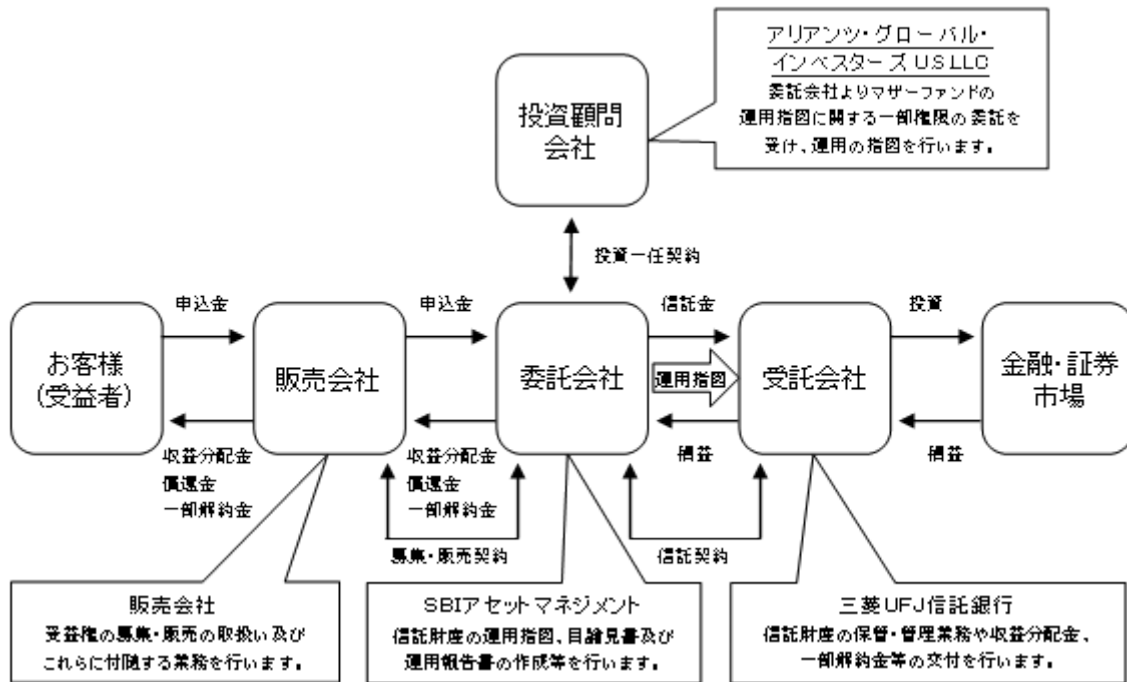 アリアンツ・グローバル・
インベスターズ U.S.LLC
委託会社よりマザーファンドの
運用指図に関する一部権限の委託を
受け、運用の指図を行います。
投資顧問
会社
投資一任契約
申込金
申込金
信託金
投資
お客様
(受益者)
販売会社
委託会社
運用指図
受託会社
金融・証券
市場
収益分配金
償還金
一部解約金
収益分配金
償還金
一部解約金
損益
損益
募集・販売契約
信託契約
販売会社
受益権の募集・販売の取扱い及び
これらに付随する業務を行います。
SBIアセットマネジメント
信託財産の運用指図、目論見書及び
運用報告書の作成等を行います。
三菱UFJ信託銀行
信託財産の保管・管理業務や収益分配金、
一部解約金等の交付を行います。